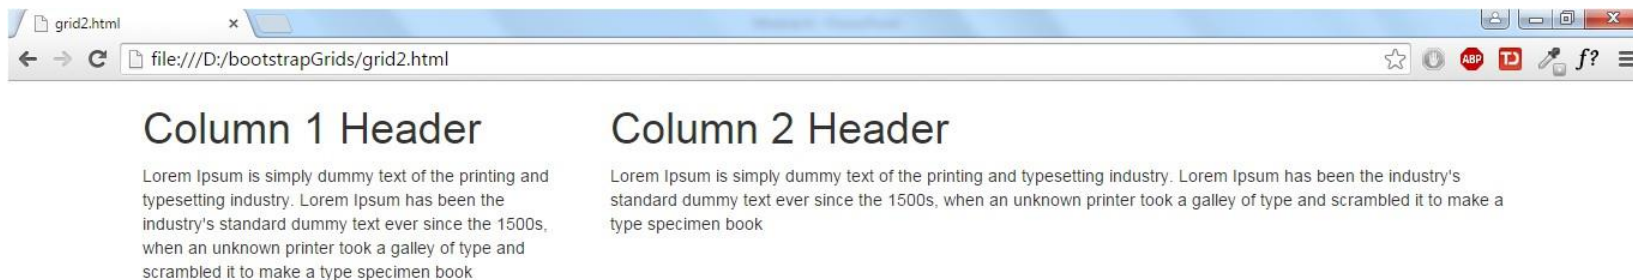 grid2.html
file:///D:/bootstrapGrids/grid2.html
ABP
f?
Column 1 Header
Lorem Ipsum is simply dummy text of the printing and
typesetting industry. Lorem Ipsum has been the
industry's standard dummy text ever since the 1500s,
when an unknown printer took a galley of type and
scrambled it to make a type specimen book
Column 2 Header
Lorem Ipsum is simply dummy text of the printing and typesetting industry. Lorem Ipsum has been the industry's
standard dummy text ever since the 1500s, when an unknown printer took a galley of type and scrambled it to make a
type specimen book